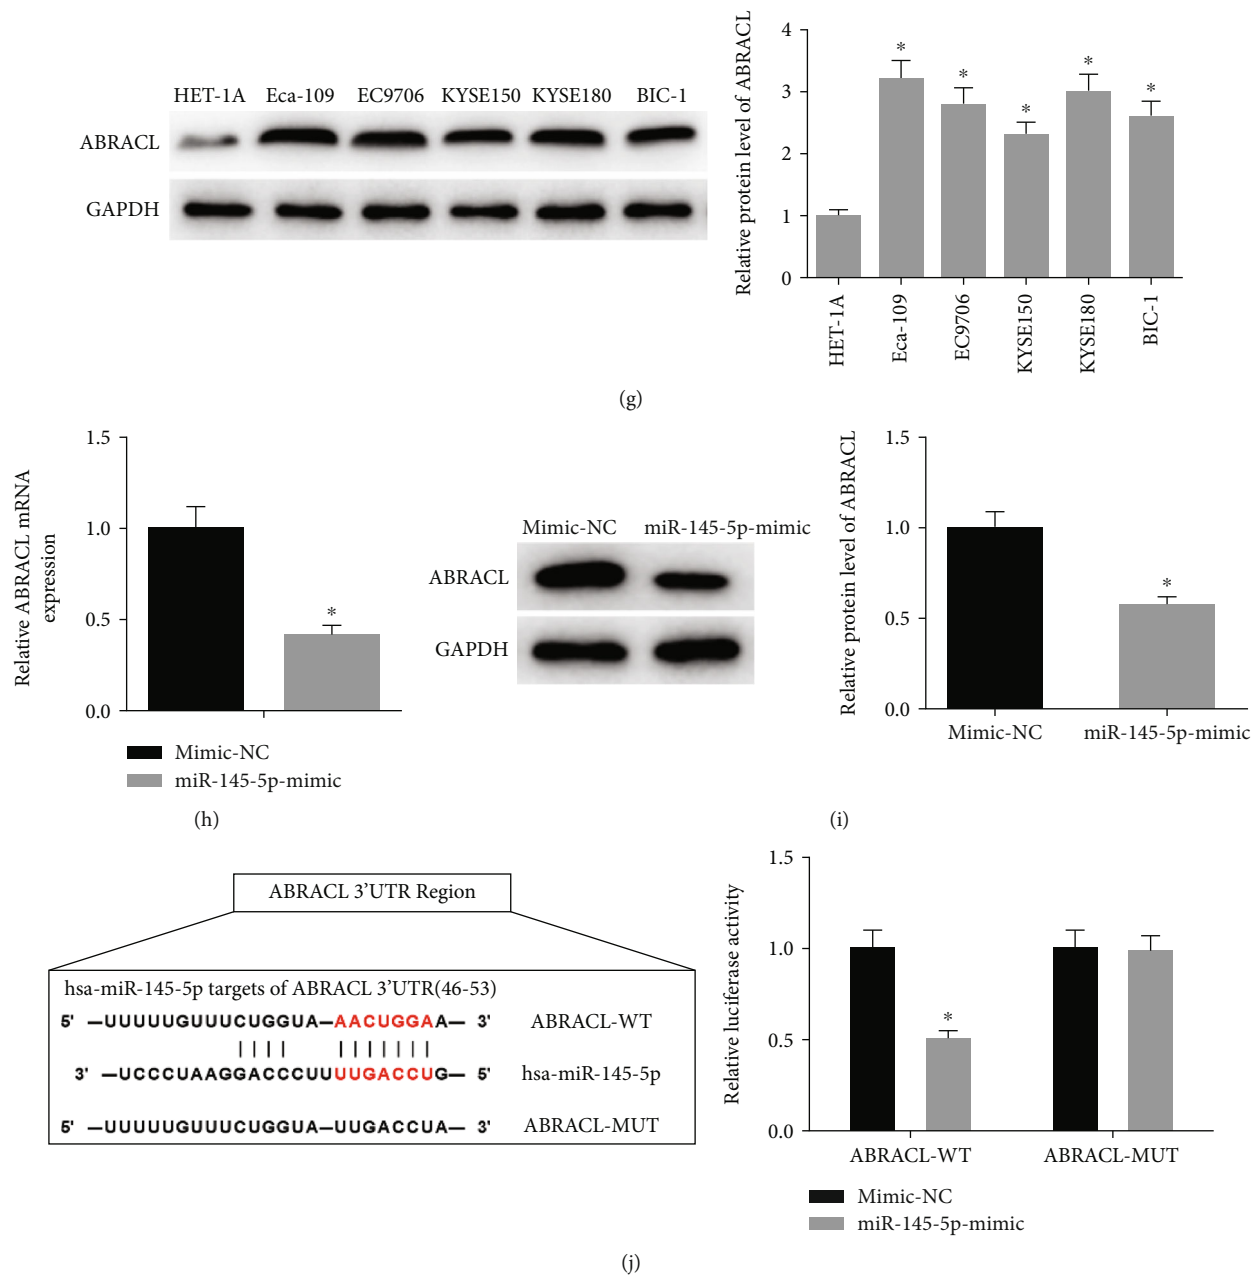 HET-1A Eca-109 EC9706 KYSE150 KYSE180 BIC-1
ABRACL
GAPDH
Relative protein level of ABRACL
4
3
2
1
0
* * * * *
HET-1A Eca-109 EC9706 KYSE150 KYSE180 BIC-1
(g)
Relative ABRACL mRNA
expression
1.5
1.0
0.5
0.0
*
Mimic-NC
miR-145-5p-mimic
(h)
Mimic-NC miR-145-5p-mimic
ABRACL
GAPDH
Relative protein level of ABRACL
1.5
1.0
0.5
0.0
*
Mimic-NC miR-145-5p-mimic
(i)
ABRACL 3’UTR Region
hsa-miR-145-5p targets of ABRACL 3’UTR(46-53)
5' —UUUUUGUUUCUGGUA—AACUGGAA— 3' ABRACL-WT
3' —UCCCUAAGGACCCUUUUGACCUG— 5' hsa-miR-145-5p
5' —UUUUUGUUUCUGGUA—UUGACCUA— 3' ABRACL-MUT
Relative luciferase activity
1.5
1.0
0.5
0.0
*
ABRACL-WT ABRACL-MUT
Mimic-NC
miR-145-5p-mimic
(j)